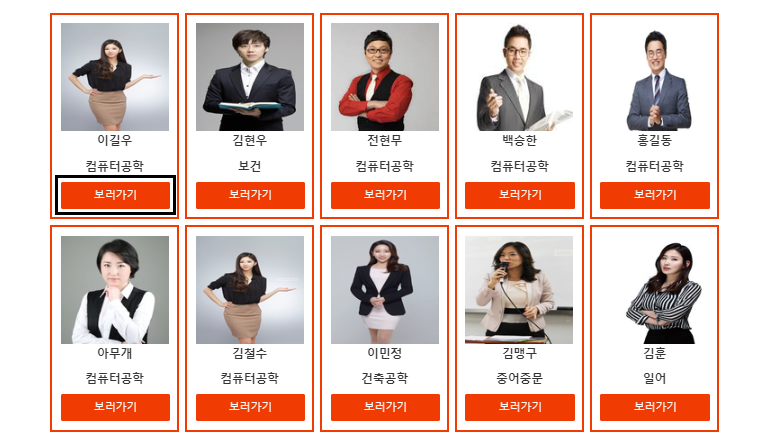 이길우
컴퓨터공학
보러가기
김현우
보건
보러가기
전현무
컴퓨터공학
보러가기
백승한
컴퓨터공학
보러가기
홍길동
컴퓨터공학
보러가기
아무개
컴퓨터공학
보러가기
김철수
컴퓨터공학
보러가기
이민정
건축공학
보러가기
김맹구
중어중문
보러가기
김훈
일어
보러가기